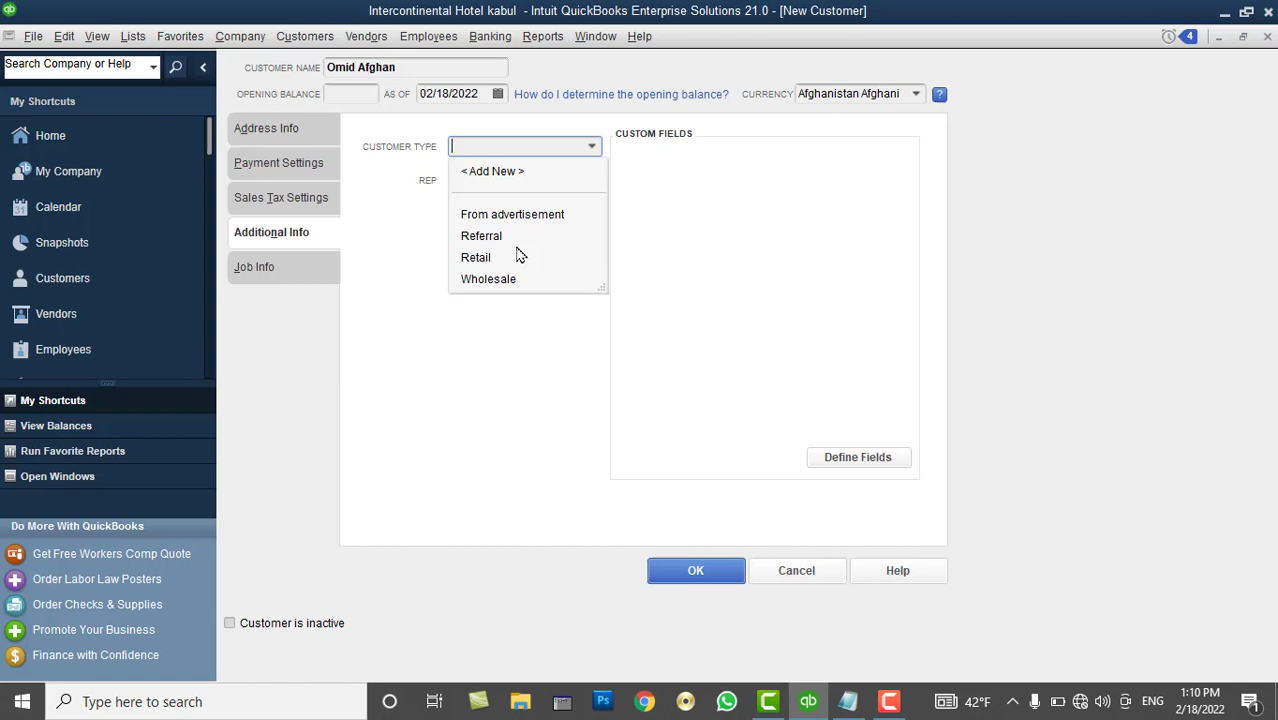 Intercontinental Hotel kabul - Intuit QuickBooks Enterprise Solutions 21.0 - [New Customer]
File Edit View Lists Favorites Company Customers Vendors Employees Banking Reports Window Help
4
Search Company or Help
My Shortcuts
Home
My Company
Calendar
Snapshots
Customers
Vendors
Employees
My Shortcuts
View Balances
Run Favorite Reports
Open Windows
Do More With QuickBooks
Get Free Workers Comp Quote
Order Labor Law Posters
Order Checks & Supplies
Promote Your Business
Finance with Confidence
CUSTOMER NAME Omid Afghan
OPENING BALANCE AS OF 02/18/2022 How do I determine the opening balance? CURRENCY Afghanistan Afghani ?
Address Info
Payment Settings
Sales Tax Settings
Additional Info
Job Info
CUSTOMER TYPE
REP
< Add New >
From advertisement
Referral
Retail
Wholesale
CUSTOM FIELDS
Define Fields
OK Cancel Help
Customer is inactive
Type here to search
Ps
qb
42°F
ENG
1:10 PM
2/18/2022
1